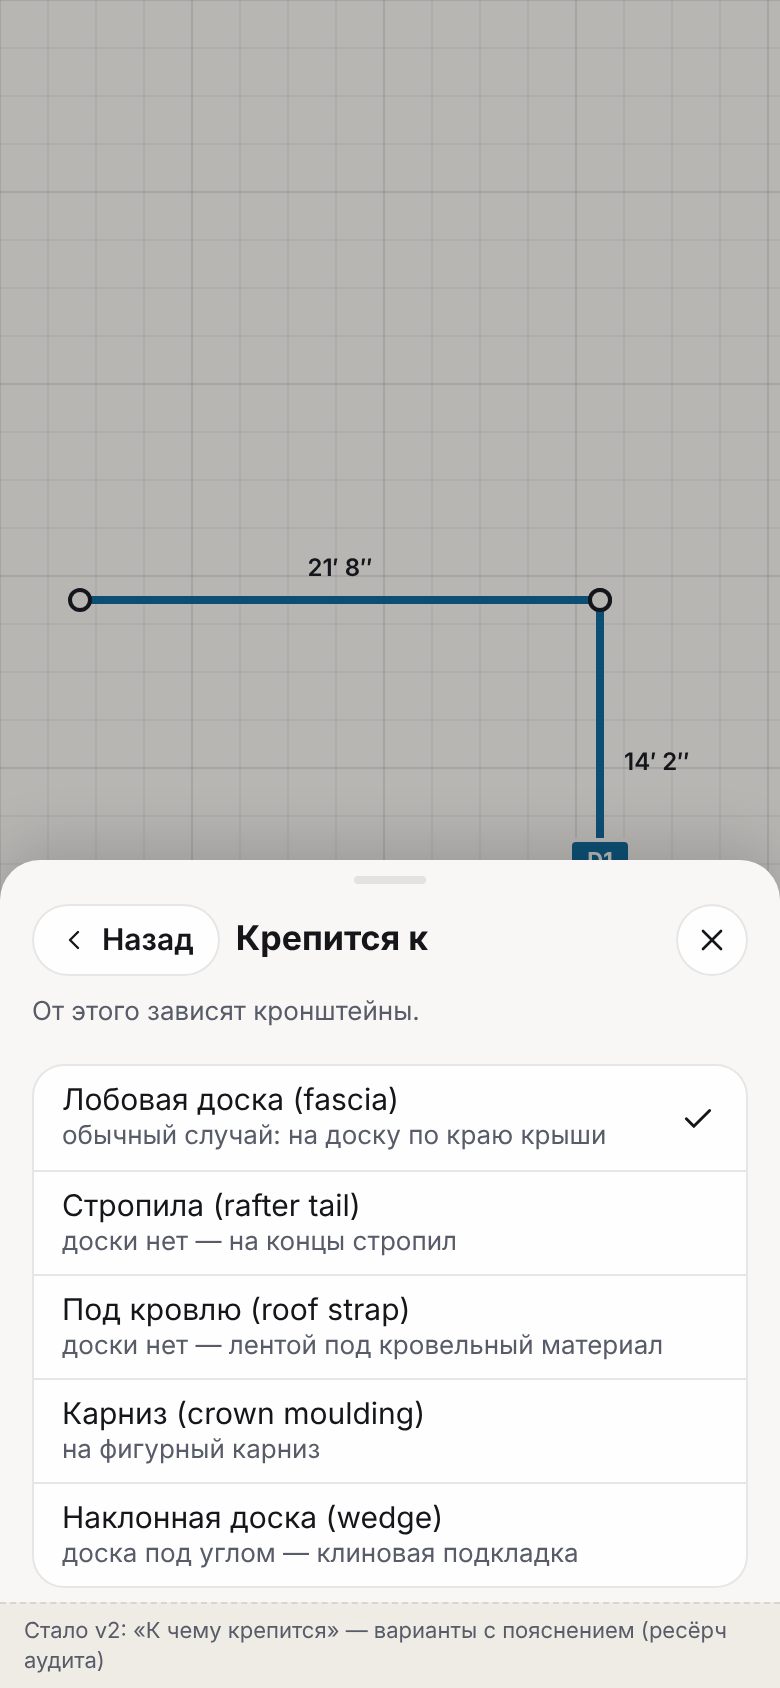 21′ 8″
14′ 2″
D1
Назад
Крепится к
От этого зависят кронштейны.
Лобовая доска (fascia)
обычный случай: на доску по краю крыши
Стропила (rafter tail)
доски нет — на концы стропил
Под кровлю (roof strap)
доски нет — лентой под кровельный материал
Карниз (crown moulding)
на фигурный карниз
Наклонная доска (wedge)
доска под углом — клиновая подкладка
Стало v2: «К чему крепится» — варианты с пояснением (ресёрч
аудита)